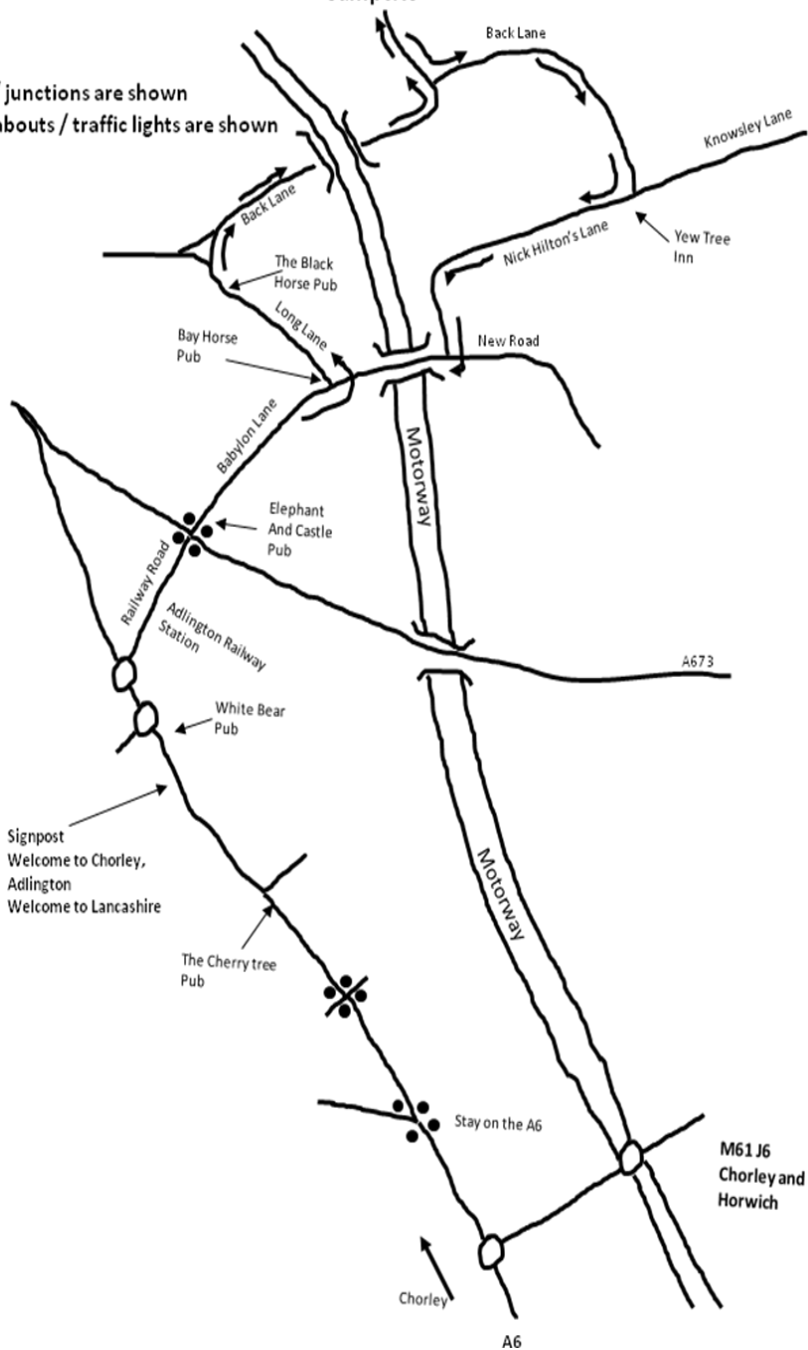 Back Lane
junctions are shown
abouts / traffic lights are shown
Knowsley Lane
Back Lane
Nick Hilton's Lane
Yew Tree
Inn
The Black
Horse Pub
Long Lane
Bay Horse
Pub
New Road
Babylon Lane
Motorway
Elephant
And Castle
Pub
Railway Road
Adlington Railway
Station
A673
White Bear
Pub
Signpost
Welcome to Chorley,
Adlington
Welcome to Lancashire
Motorway
The Cherry tree
Pub
Stay on the A6
M61 J6
Chorley and
Horwich
Chorley
A6